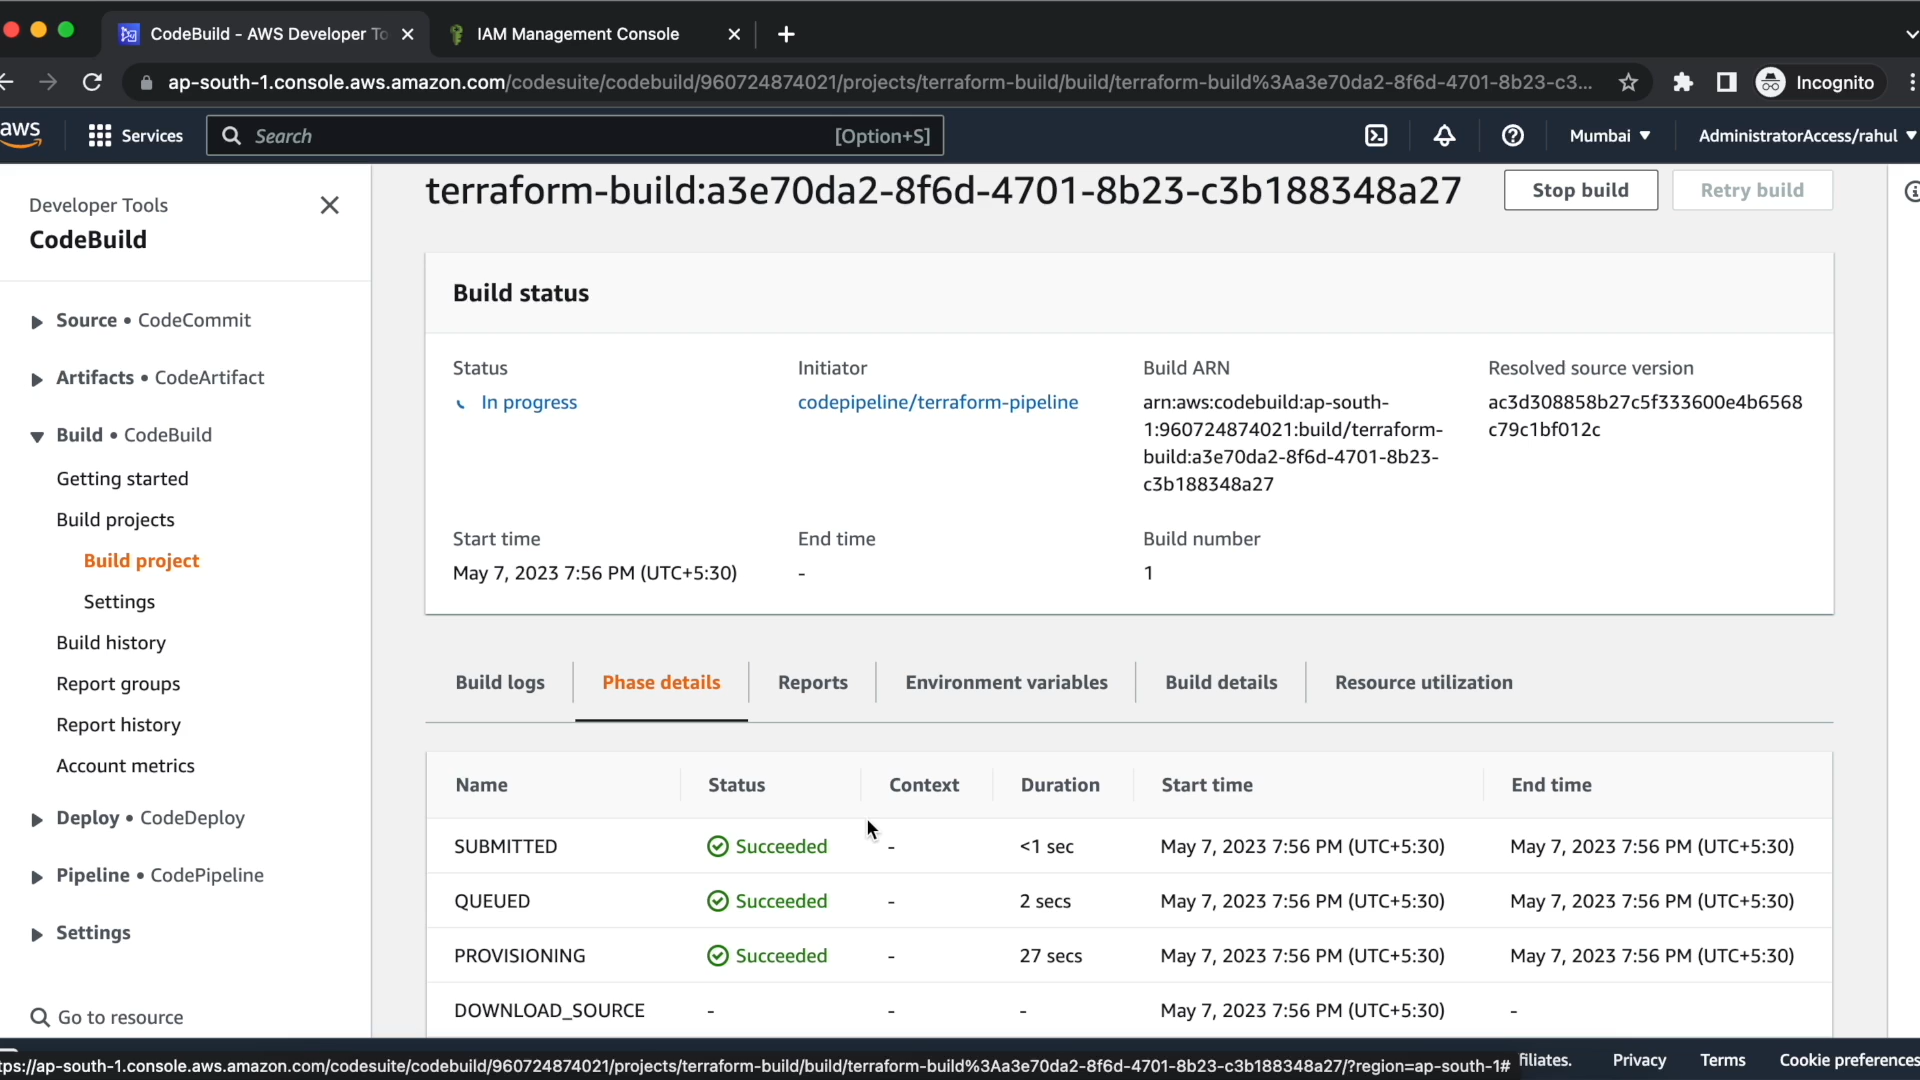 CodeBuild - AWS Developer To
IAM Management Console
ap-south-1.console.aws.amazon.com/codesuite/codebuild/960724874021/projects/terraform-build/build/terraform-build%3Aa3e70da2-8f6d-4701-8b23-c3...
Incognito
aws
Services
Search
[Option+S]
Mumbai
AdministratorAccess/rahul
Developer Tools
CodeBuild
Source • CodeCommit
Artifacts • CodeArtifact
Build • CodeBuild
Getting started
Build projects
Build project
Settings
Build history
Report groups
Report history
Account metrics
Deploy • CodeDeploy
Pipeline • CodePipeline
Settings
Go to resource
terraform-build:a3e70da2-8f6d-4701-8b23-c3b188348a27
Stop build
Retry build
Build status
Status
In progress
Initiator
codepipeline/terraform-pipeline
Build ARN
arn:aws:codebuild:ap-south-
1:960724874021:build/terraform-
build:a3e70da2-8f6d-4701-8b23-
c3b188348a27
Resolved source version
ac3d308858b27c5f333600e4b6568
c79c1bf012c
Start time
May 7, 2023 7:56 PM (UTC+5:30)
End time
-
Build number
1
Build logs
Phase details
Reports
Environment variables
Build details
Resource utilization
Name Status Context Duration Start time End time
SUBMITTED Succeeded - <1 sec May 7, 2023 7:56 PM (UTC+5:30) May 7, 2023 7:56 PM (UTC+5:30)
QUEUED Succeeded - 2 secs May 7, 2023 7:56 PM (UTC+5:30) May 7, 2023 7:56 PM (UTC+5:30)
PROVISIONING Succeeded - 27 secs May 7, 2023 7:56 PM (UTC+5:30) May 7, 2023 7:56 PM (UTC+5:30)
DOWNLOAD_SOURCE - - - May 7, 2023 7:56 PM (UTC+5:30) -
tps://ap-south-1.console.aws.amazon.com/codesuite/codebuild/960724874021/projects/terraform-build/build/terraform-build%3Aa3e70da2-8f6d-4701-8b23-c3b188348a27/?region=ap-south-1#
filiates.
Privacy
Terms
Cookie preferences